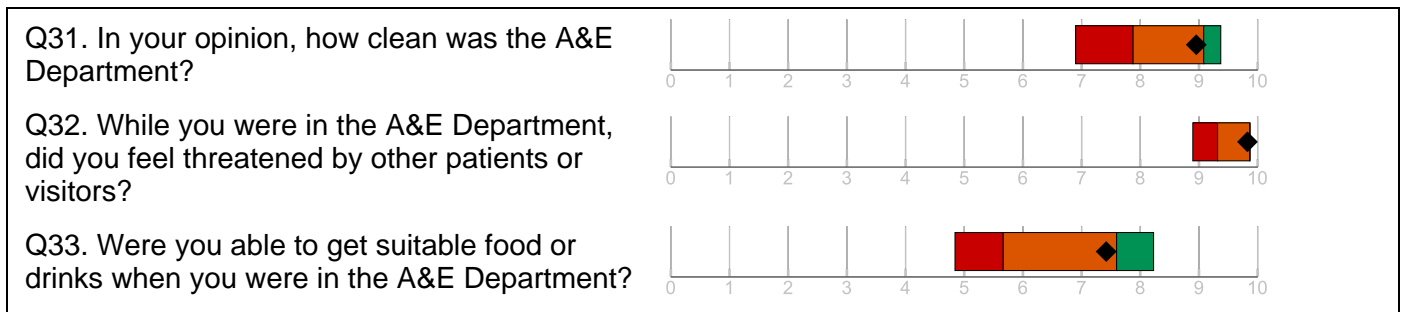 Q31. In your opinion, how clean was the A&E
Department?
0 1 2 3 4 5 6 7 8 9 10
Q32. While you were in the A&E Department,
did you feel threatened by other patients or
visitors?
0 1 2 3 4 5 6 7 8 9 10
Q33. Were you able to get suitable food or
drinks when you were in the A&E Department?
0 1 2 3 4 5 6 7 8 9 10